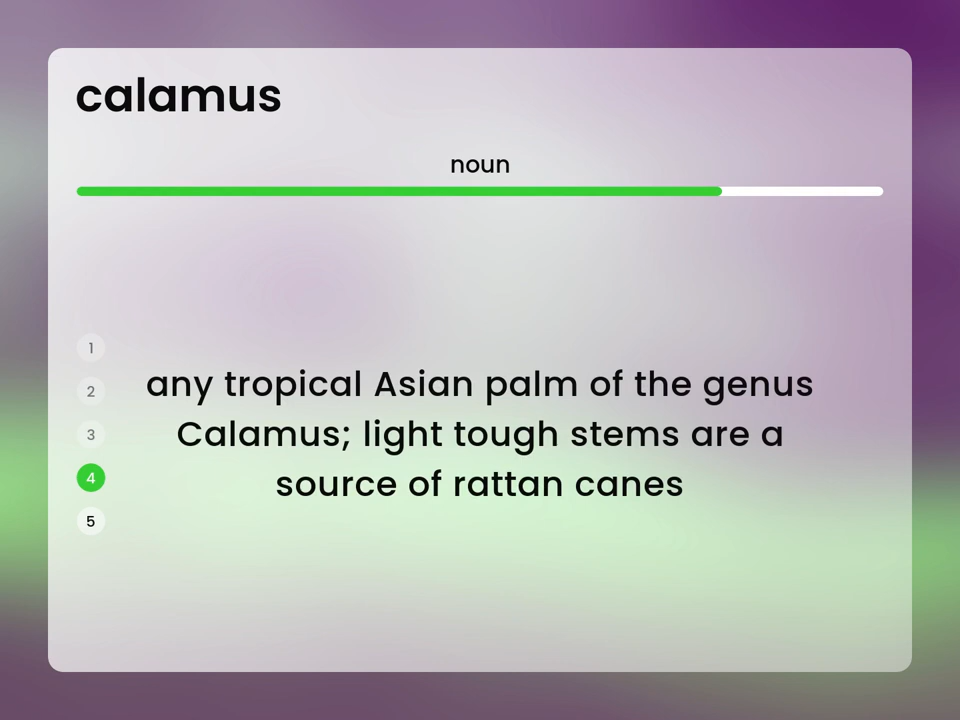 calamus
noun
1
2
3
4
5
any tropical Asian palm of the genus
Calamus; light tough stems are a
source of rattan canes